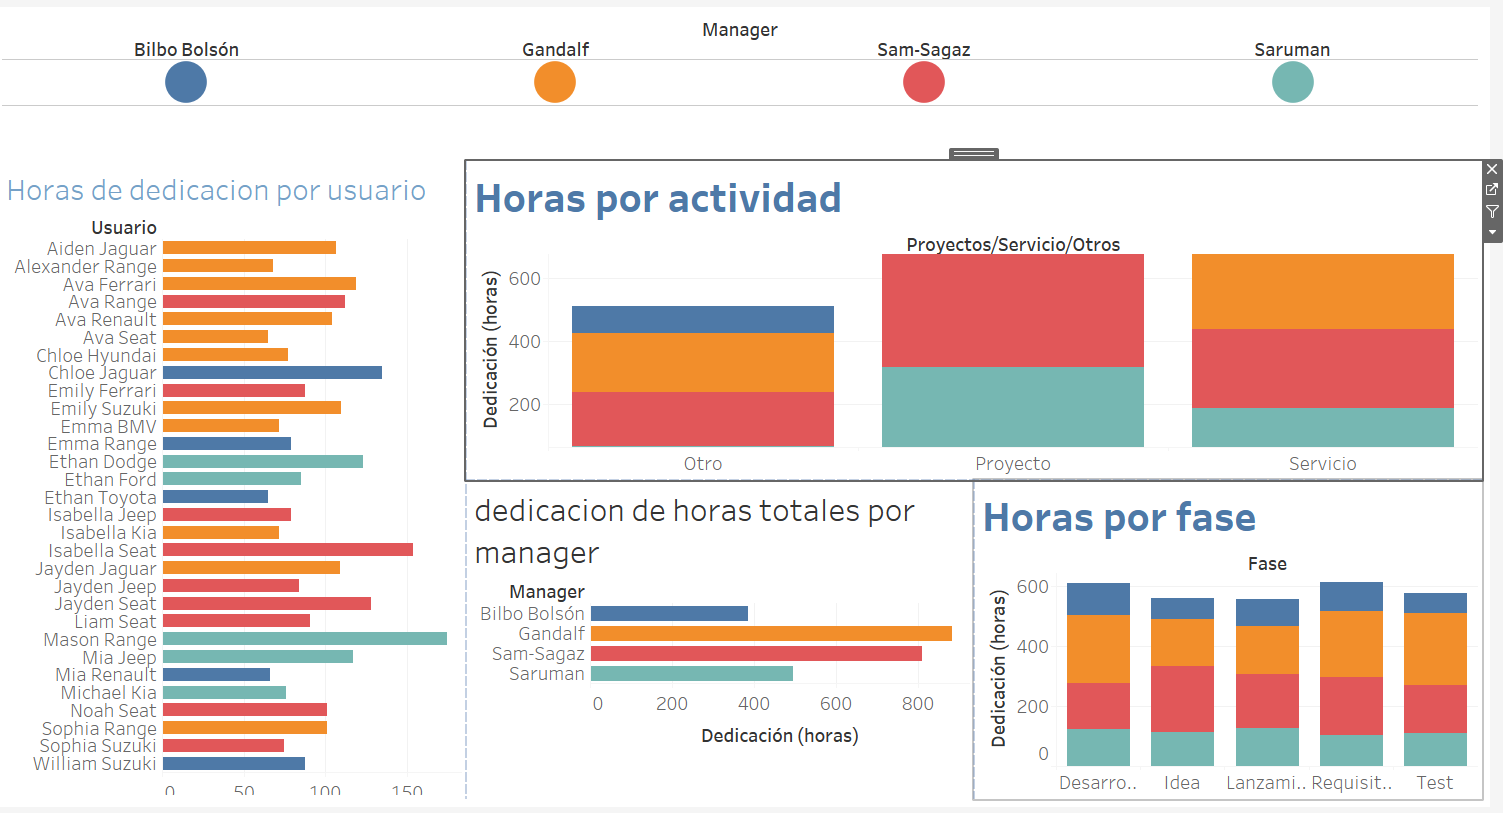 Manager
Bilbo Bolsón Gandalf Sam-Sagaz Saruman
Horas de dedicacion por usuario
Usuario
Aiden Jaguar
Alexander Range
Ava Ferrari
Ava Range
Ava Renault
Ava Seat
Chloe Hyundai
Chloe Jaguar
Emily Ferrari
Emily Suzuki
Emma BMV
Emma Range
Ethan Dodge
Ethan Ford
Ethan Toyota
Isabella Jeep
Isabella Kia
Isabella Seat
Jayden Jaguar
Jayden Jeep
Jayden Seat
Liam Seat
Mason Range
Mia Jeep
Mia Renault
Michael Kia
Noah Seat
Sophia Range
Sophia Suzuki
William Suzuki
0 50 100 150
Horas por actividad
Proyectos/Servicio/Otros
Dedicación (horas)
600
400
200
Otro Proyecto Servicio
dedicacion de horas totales por
manager
Manager
Bilbo Bolsón
Gandalf
Sam-Sagaz
Saruman
0 200 400 600 800
Dedicación (horas)
Horas por fase
Fase
Dedicación (horas)
600
400
200
0
Desarro.. Idea Lanzami.. Requisit.. Test